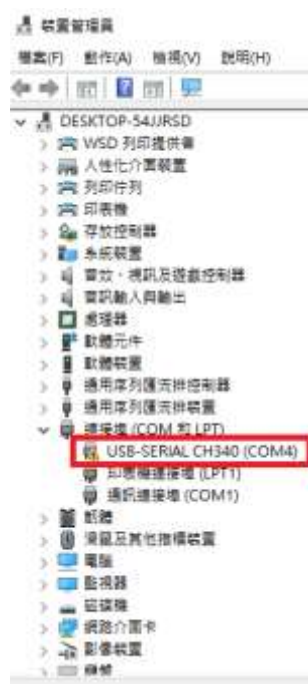 裝置管理員
檔案(F) 動作(A) 檢視(V) 說明(H)
DESKTOP-54JJRSD
WSD 列印提供者
人性化介面裝置
列印佇列
印表機
存放控制器
系統裝置
音效、視訊及遊戲控制器
音訊輸入與輸出
處理器
軟體元件
軟體裝置
通用序列匯流排控制器
通用序列匯流排裝置
連接埠 (COM 和 LPT)
USB-SERIAL CH340 (COM4)
印表機連接埠 (LPT1)
通訊連接埠 (COM1)
韌體
滑鼠及其他指標裝置
電腦
監視器
磁碟機
網路介面卡
影像裝置
鍵盤